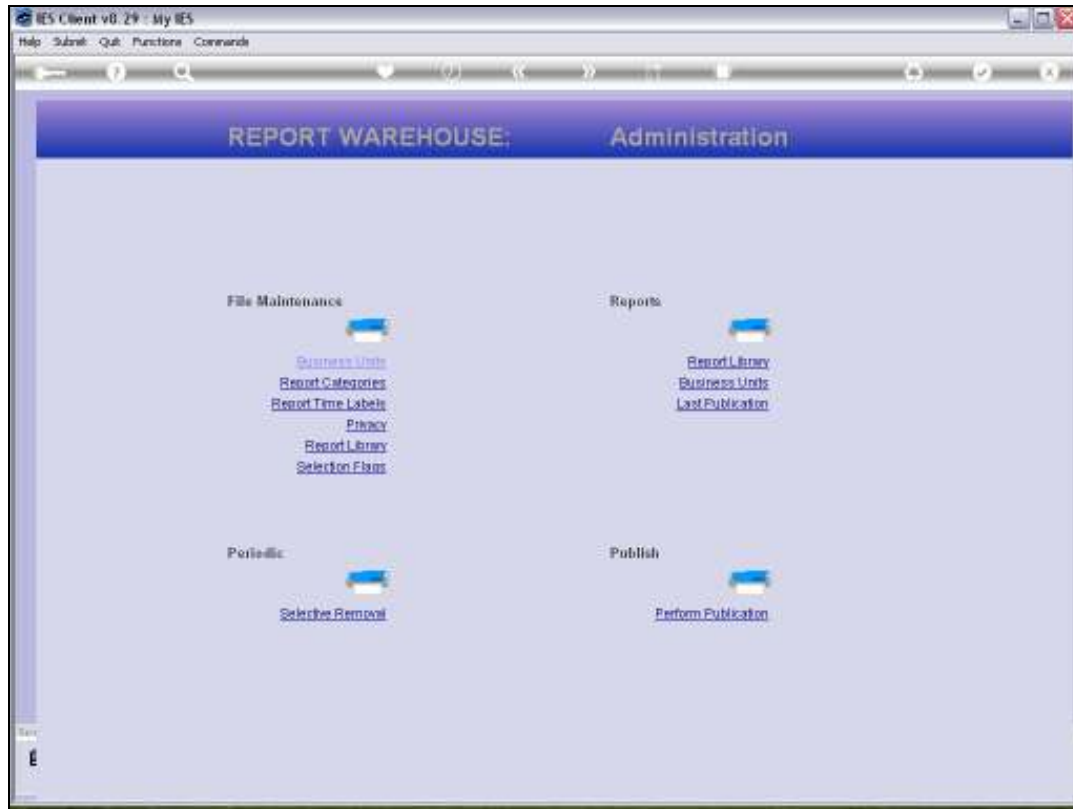 IES Client v8.29 : My IES
Help Submit Quit Functions Commands
REPORT WAREHOUSE: Administration
File Maintenance
Business Units
Report Categories
Report Time Labels
Privacy
Report Library
Selection Flags
Reports
Report Library
Business Units
Last Publication
Periodic
Selective Removal
Publish
Perform Publication